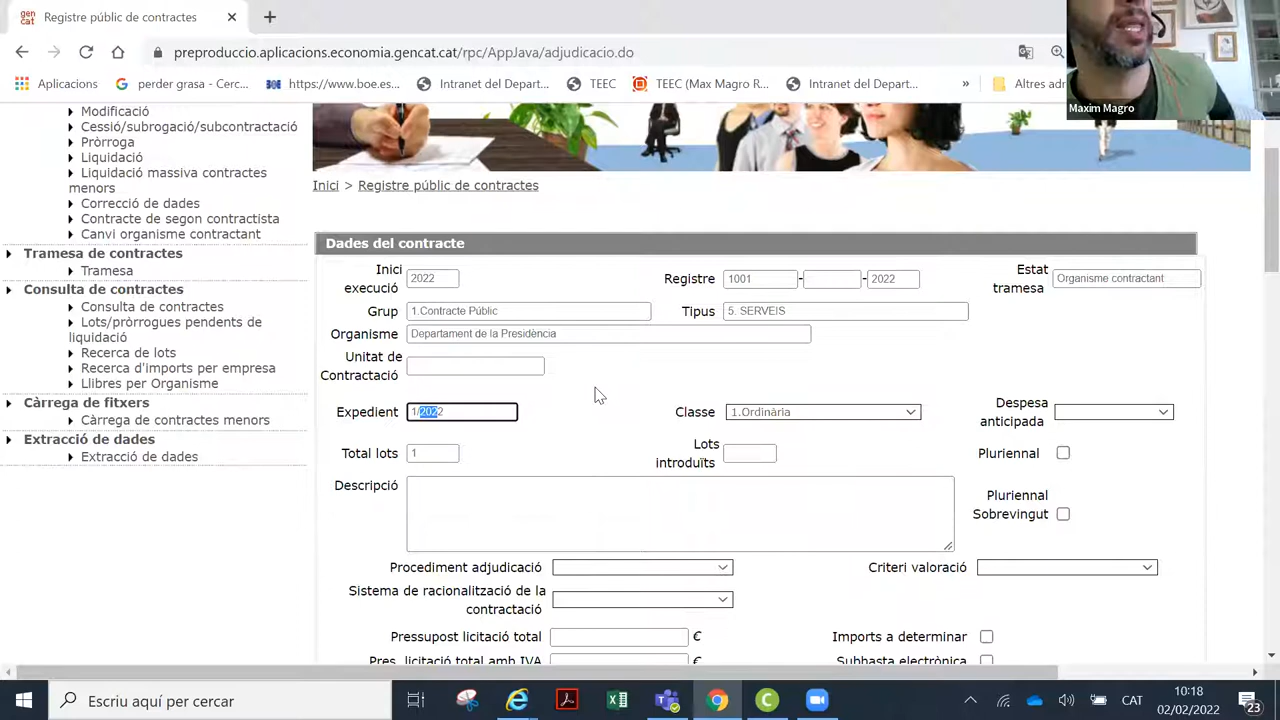 gen
cat
Registre públic de contractes
preproduccio.aplicacions.economia.gencat.cat/rpc/AppJava/adjudicacio.do
Aplicacions
perder grasa - Cerc...
https://www.boe.es...
Intranet del Depart...
TEEC
TEEC (Max Magro R...
Intranet del Depart...
»
Altres adr
Maxim Magro
Modificació
Cessió/subrogació/subcontractació
Pròrroga
Liquidació
Liquidació massiva contractes
menors
Correcció de dades
Contracte de segon contractista
Canvi organisme contractant
Tramesa de contractes
Tramesa
Consulta de contractes
Consulta de contractes
Lots/pròrrogues pendents de
liquidació
Recerca de lots
Recerca d'imports per empresa
Llibres per Organisme
Càrrega de fitxers
Càrrega de contractes menors
Extracció de dades
Extracció de dades
Inici > Registre públic de contractes
Dades del contracte
Inici
execució
2022
Registre 1001 - - 2022
Estat
tramesa
Organisme contractant
Grup 1.Contracte Públic
Tipus 5. SERVEIS
Organisme Departament de la Presidència
Unitat de
Contractació
Expedient 1/2022
Classe 1.Ordinària
Despesa
anticipada
Total lots 1
Lots
introduïts
Pluriennal
Descripció
Pluriennal
Sobrevingut
Procediment adjudicació
Criteri valoració
Sistema de racionalització de la
contractació
Pressupost licitació total €
Imports a determinar
Pres. licitació total amb IVA €
Subhasta electrònica
Escriu aquí per cercar
CAT
10:18
02/02/2022
23